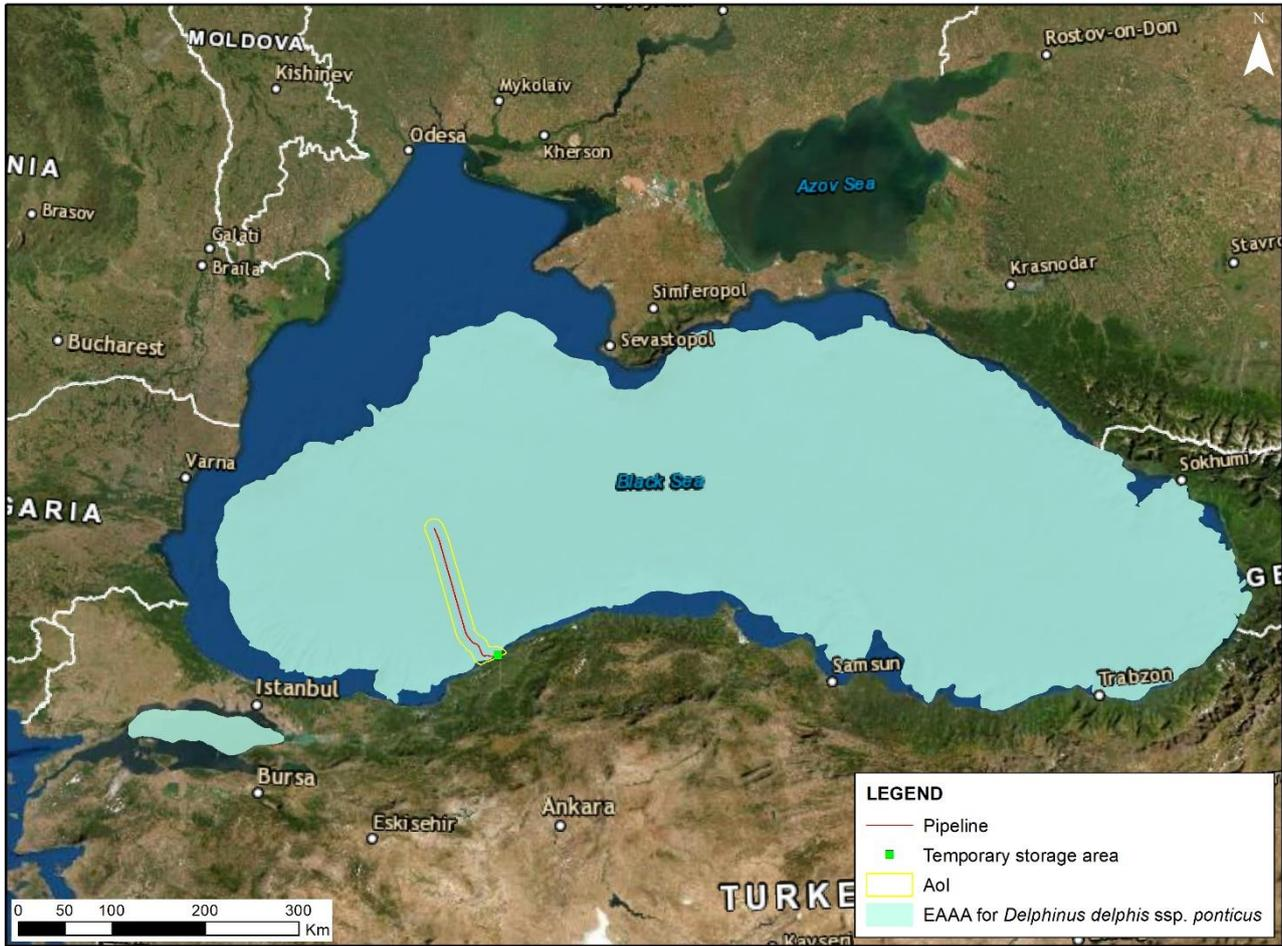 N
MOLDOVA
Kishinev
Rostov-on-Don
Mykolaiv
Odesa
Kherson
NIA
Azov Sea
Brasov
Galati
Braila
Stavro
Krasnodar
Simferopol
Bucharest
Sevastopol
Varna
Sokhumi
Black Sea
GARIA
GE
Samsun
Trabzon
Istanbul
Bursa
Ankara
Eskisehir
TURKE
Kayseri
LEGEND
Pipeline
Temporary storage area
AoI
EAAA for Delphinus delphis ssp. ponticus
0 50 100 200 300
Km